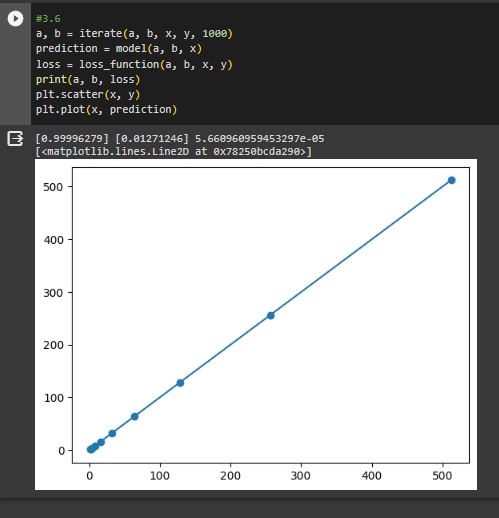 #3.6
a, b = iterate(a, b, x, y, 1000)
prediction = model(a, b, x)
loss = loss_function(a, b, x, y)
print(a, b, loss)
plt.scatter(x, y)
plt.plot(x, prediction)
[0.99996279] [0.01271246] 5.660960959453297e-05
[<matplotlib.lines.Line2D at 0x78250bcda290>]
500
400
300
200
100
0
0 100 200 300 400 500